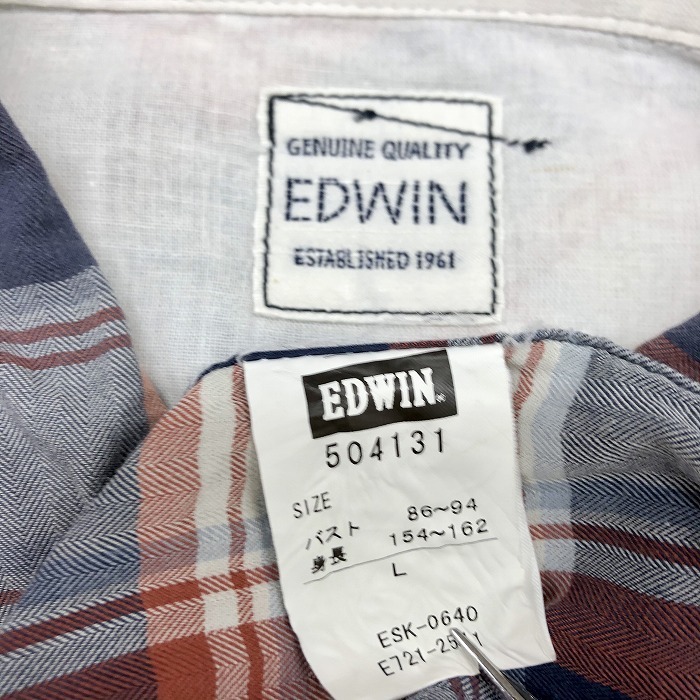 GENUINE QUALITY
EDWIN
ESTABLISHED 1961
EDWIN
504131
SIZE
バスト 86~94
身長 154~162
L
ESK-0640